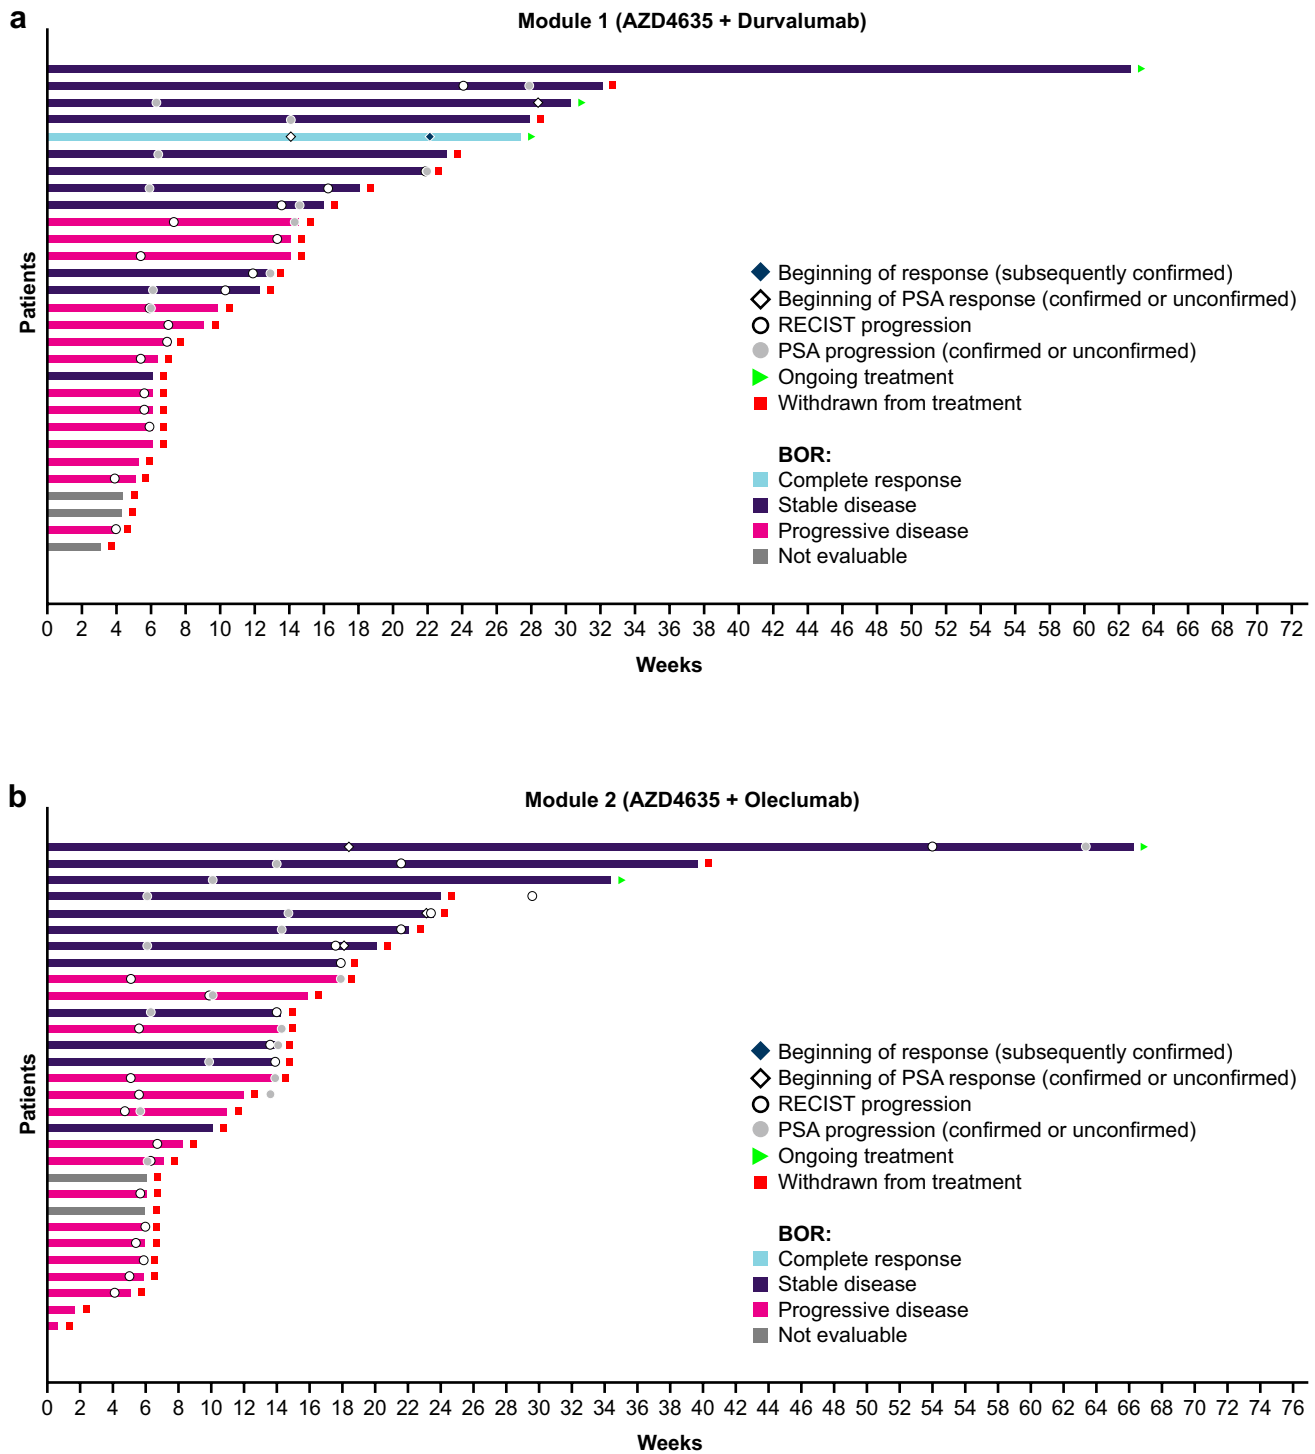 a
Module 1 (AZD4635 + Durvalumab)
Patients
Beginning of response (subsequently confirmed)
Beginning of PSA response (confirmed or unconfirmed)
RECIST progression
PSA progression (confirmed or unconfirmed)
Ongoing treatment
Withdrawn from treatment
BOR:
Complete response
Stable disease
Progressive disease
Not evaluable
0 2 4 6 8 10 12 14 16 18 20 22 24 26 28 30 32 34 36 38 40 42 44 46 48 50 52 54 54 58 60 62 64 68 68 70 72
Weeks
b
Module 2 (AZD4635 + Oleclumab)
Patients
Beginning of response (subsequently confirmed)
Beginning of PSA response (confirmed or unconfirmed)
RECIST progression
PSA progression (confirmed or unconfirmed)
Ongoing treatment
Withdrawn from treatment
BOR:
Complete response
Stable disease
Progressive disease
Not evaluable
0 2 4 6 8 10 12 14 16 18 20 22 24 26 28 30 32 34 36 38 40 42 44 46 48 50 52 54 54 58 60 62 64 66 68 70 72 74 76
Weeks